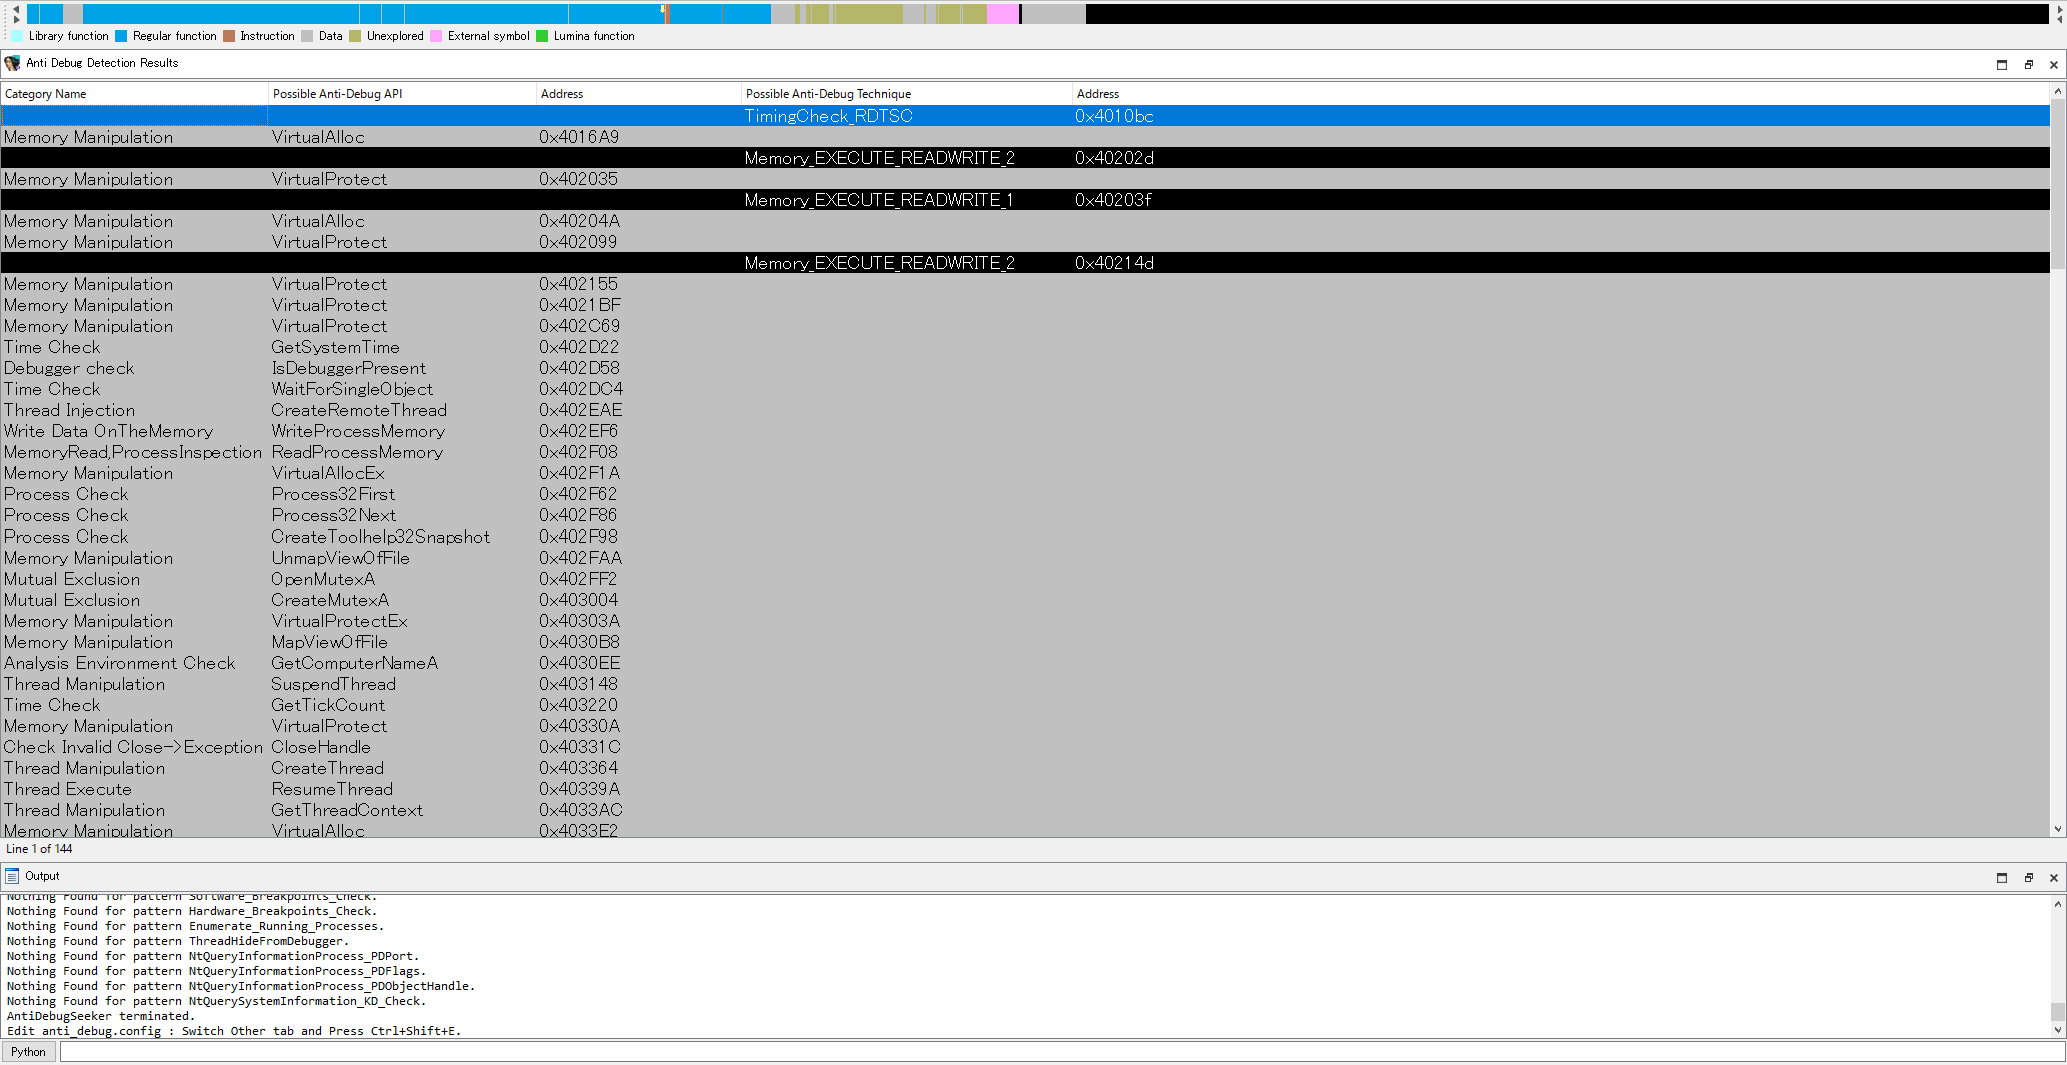 Library function Regular function Instruction Data Unexplored External symbol Lumina function
Anti Debug Detection Results
Category Name Possible Anti-Debug API Address Possible Anti-Debug Technique Address
TimingCheck_RDTSC 0x4010bc
Memory Manipulation VirtualAlloc 0x4016A9
Memory_EXECUTE_READWRITE_2 0x40202d
Memory Manipulation VirtualProtect 0x402035
Memory_EXECUTE_READWRITE_1 0x40203f
Memory Manipulation VirtualAlloc 0x40204A
Memory Manipulation VirtualProtect 0x402099
Memory_EXECUTE_READWRITE_2 0x40214d
Memory Manipulation VirtualProtect 0x402155
Memory Manipulation VirtualProtect 0x4021BF
Memory Manipulation VirtualProtect 0x402C69
Time Check GetSystemTime 0x402D22
Debugger check IsDebuggerPresent 0x402D58
Time Check WaitForSingleObject 0x402DC4
Thread Injection CreateRemoteThread 0x402EAE
Write Data OnTheMemory WriteProcessMemory 0x402EF6
MemoryRead,ProcessInspection ReadProcessMemory 0x402F08
Memory Manipulation VirtualAllocEx 0x402F1A
Process Check Process32First 0x402F62
Process Check Process32Next 0x402F86
Process Check CreateToolhelp32Snapshot 0x402F98
Memory Manipulation UnmapViewOfFile 0x402FAA
Mutual Exclusion OpenMutexA 0x402FF2
Mutual Exclusion CreateMutexA 0x403004
Memory Manipulation VirtualProtectEx 0x40303A
Memory Manipulation MapViewOfFile 0x4030B8
Analysis Environment Check GetComputerNameA 0x4030EE
Thread Manipulation SuspendThread 0x403148
Time Check GetTickCount 0x403220
Memory Manipulation VirtualProtect 0x40330A
Check Invalid Close->Exception CloseHandle 0x40331C
Thread Manipulation CreateThread 0x403364
Thread Execute ResumeThread 0x40339A
Thread Manipulation GetThreadContext 0x4033AC
Memory Manipulation VirtualAlloc 0x4033E2
Line 1 of 144
Output
Nothing Found for pattern Software_Breakpoints_Check.
Nothing Found for pattern Hardware_Breakpoints_Check.
Nothing Found for pattern Enumerate_Running_Processes.
Nothing Found for pattern ThreadHideFromDebugger.
Nothing Found for pattern NtQueryInformationProcess_PDPort.
Nothing Found for pattern NtQueryInformationProcess_PDFlags.
Nothing Found for pattern NtQueryInformationProcess_PDObjectHandle.
Nothing Found for pattern NtQuerySystemInformation_KD_Check.
AntiDebugSeeker terminated.
Edit anti_debug.config : Switch Other tab and Press Ctrl+Shift+E.
Python